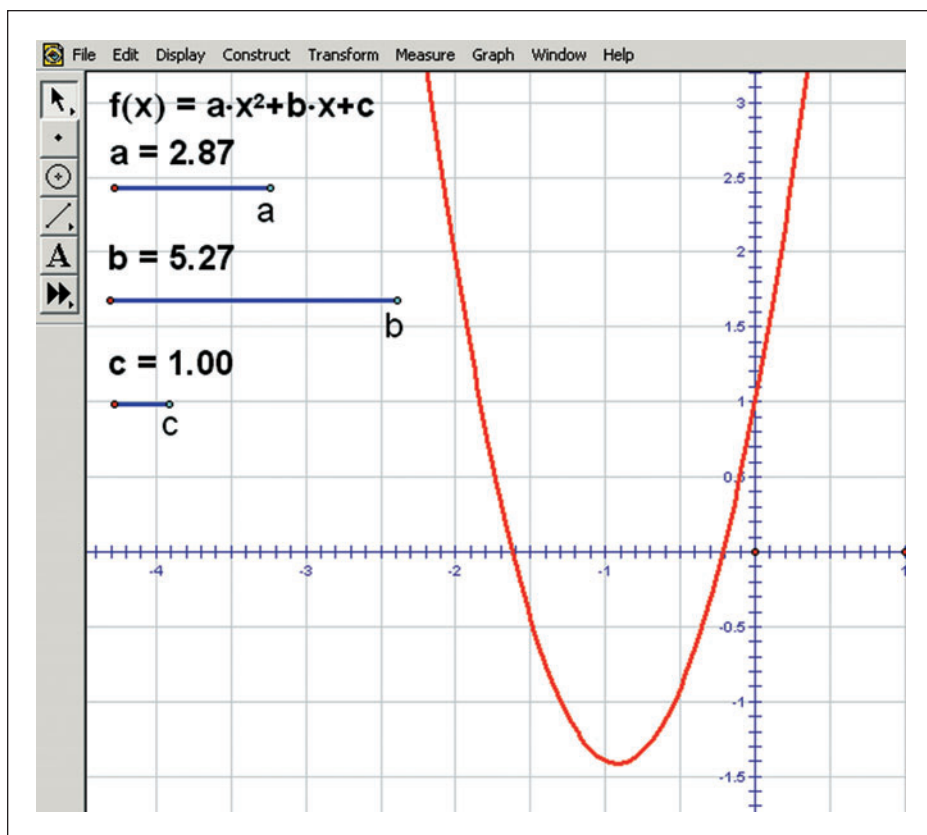 File Edit Display Construct Transform Measure Graph Window Help
f(x) = a·x²+b·x+c
a = 2.87
a
b = 5.27
b
c = 1.00
c
A
3
2.5
2
1.5
1
0.5
-4 -3 -2 -1 1
-0.5
-1
-1.5